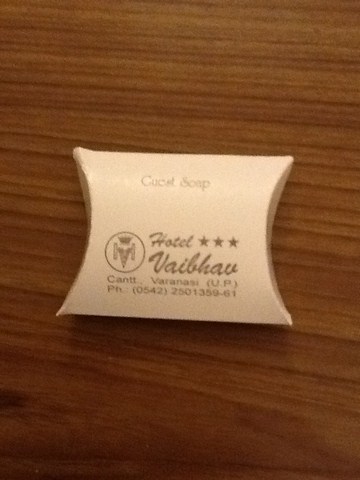 Guest Soap
Hotel ★★★
Vaibhav
Cantt., Varanasi (U.P.)
Ph.: (0542) 2501359-61